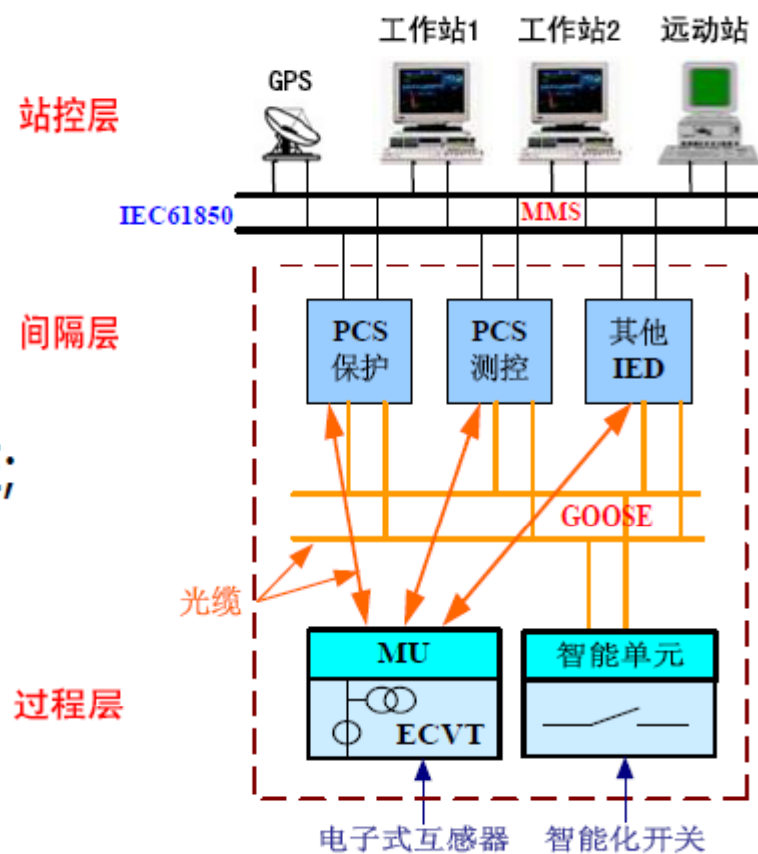 工作站1 工作站2 远动站
GPS
站控层
IEC61850
MMS
间隔层
PCS
保护
PCS
测控
其他
IED
;
GOOSE
光缆
MU
智能单元
过程层
ECVT
电子式互感器 智能化开关